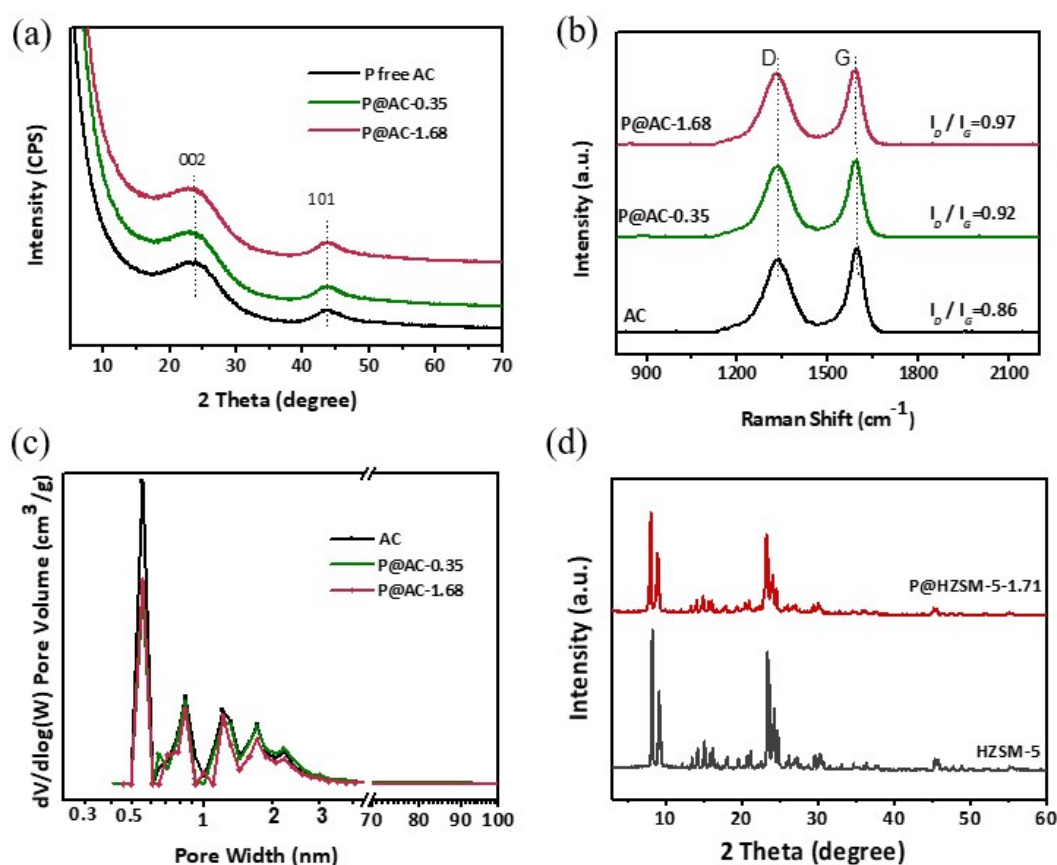 (a)
P free AC
P@AC-0.35
P@AC-1.68
002
101
Intensity (CPS)
10 20 30 40 50 60 70
2 Theta (degree)
(b)
D G
P@AC-1.68
I_D / I_G=0.97
P@AC-0.35
I_D / I_G=0.92
AC
I_D / I_G=0.86
Intensity (a.u.)
900 1200 1500 1800 2100
Raman Shift (cm⁻¹)
(c)
AC
P@AC-0.35
P@AC-1.68
dV/dlog(W) Pore Volume (cm³/g)
0.3 0.5 1 2 3 70 80 90 100
Pore Width (nm)
(d)
P@HZSM-5-1.71
HZSM-5
Intensity (a.u.)
10 20 30 40 50 60
2 Theta (degree)